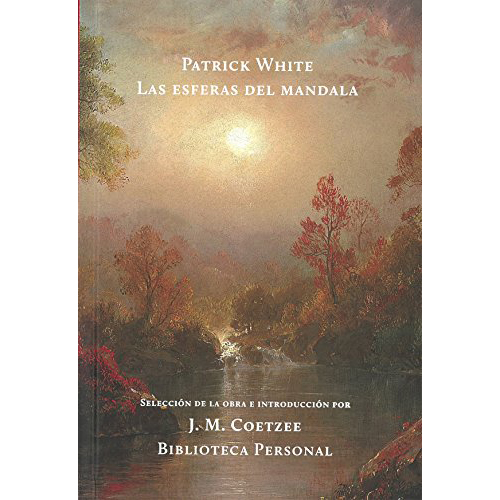 PATRICK WHITE
LAS ESFERAS DEL MANDALA
SELECCIÓN DE LA OBRA E INTRODUCCIÓN POR
J. M. COETZEE
BIBLIOTECA PERSONAL